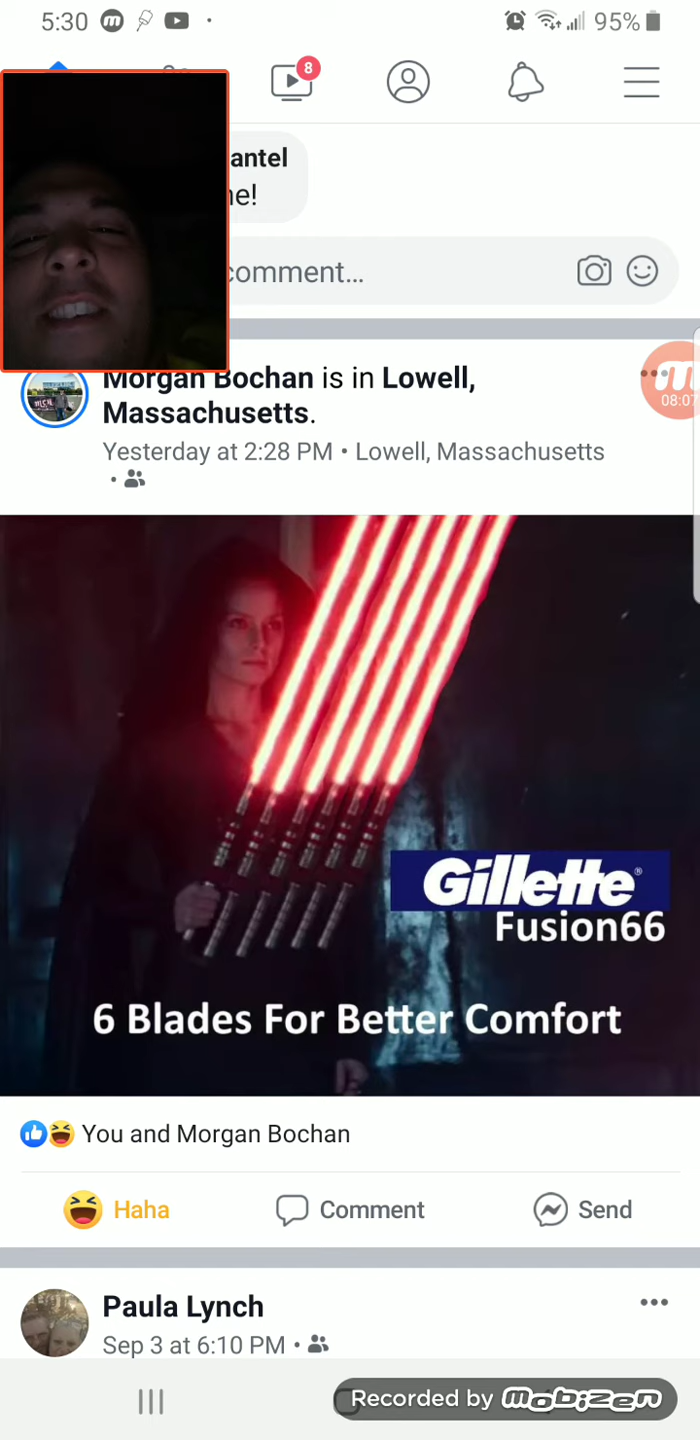 5:30
95%
8
antel
e!
comment...
Morgan Bochan is in Lowell,
Massachusetts.
08:07
Yesterday at 2:28 PM • Lowell, Massachusetts
Gillette®
Fusion66
6 Blades For Better Comfort
You and Morgan Bochan
Haha
Comment
Send
Paula Lynch
Sep 3 at 6:10 PM •
Recorded by mobizen